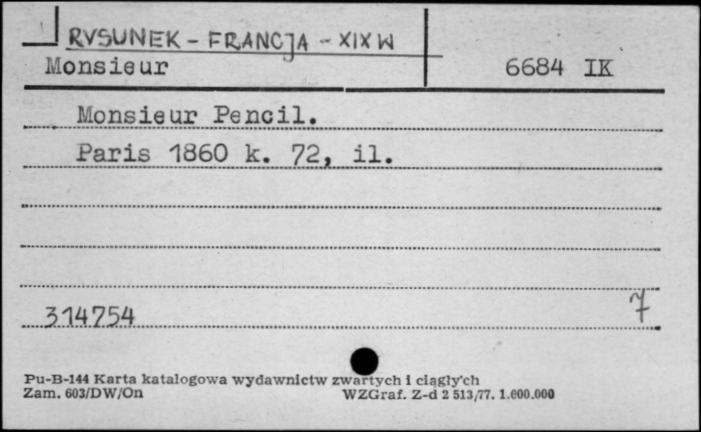 RYSUNEK - FRANCJA - XIX W
Monsieur 6684 IK
Monsieur Pencil.
Paris 1860 k. 72, il.
314754 7
Pu-B-144 Karta katalogowa wydawnictw zwartych i ciągłych
Zam. 603/DW/On WZGraf. Z-d 2 513/77. 1.000.000